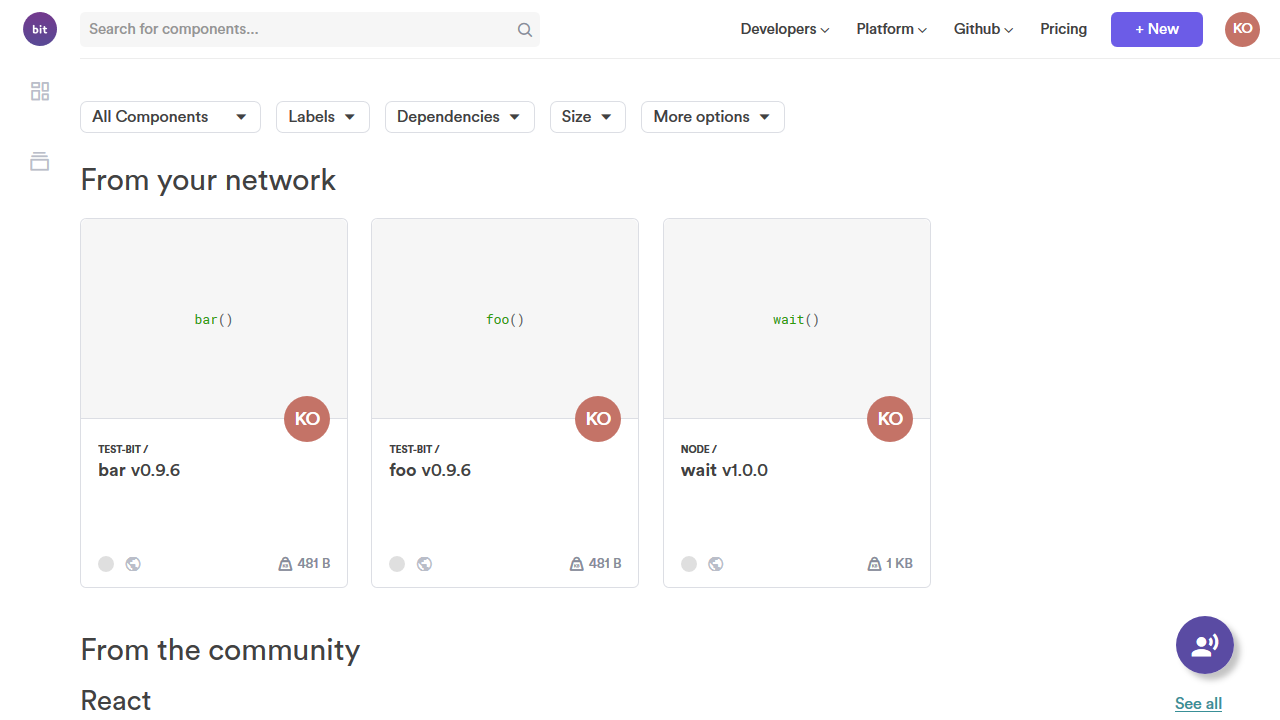 bit
Search for components...
Developers
Platform
Github
Pricing
+ New
KO
All Components
Labels
Dependencies
Size
More options
From your network
bar()
foo()
wait()
KO
KO
KO
TEST-BIT /
bar v0.9.6
TEST-BIT /
foo v0.9.6
NODE /
wait v1.0.0
481 B
481 B
1 KB
From the community
React
See all